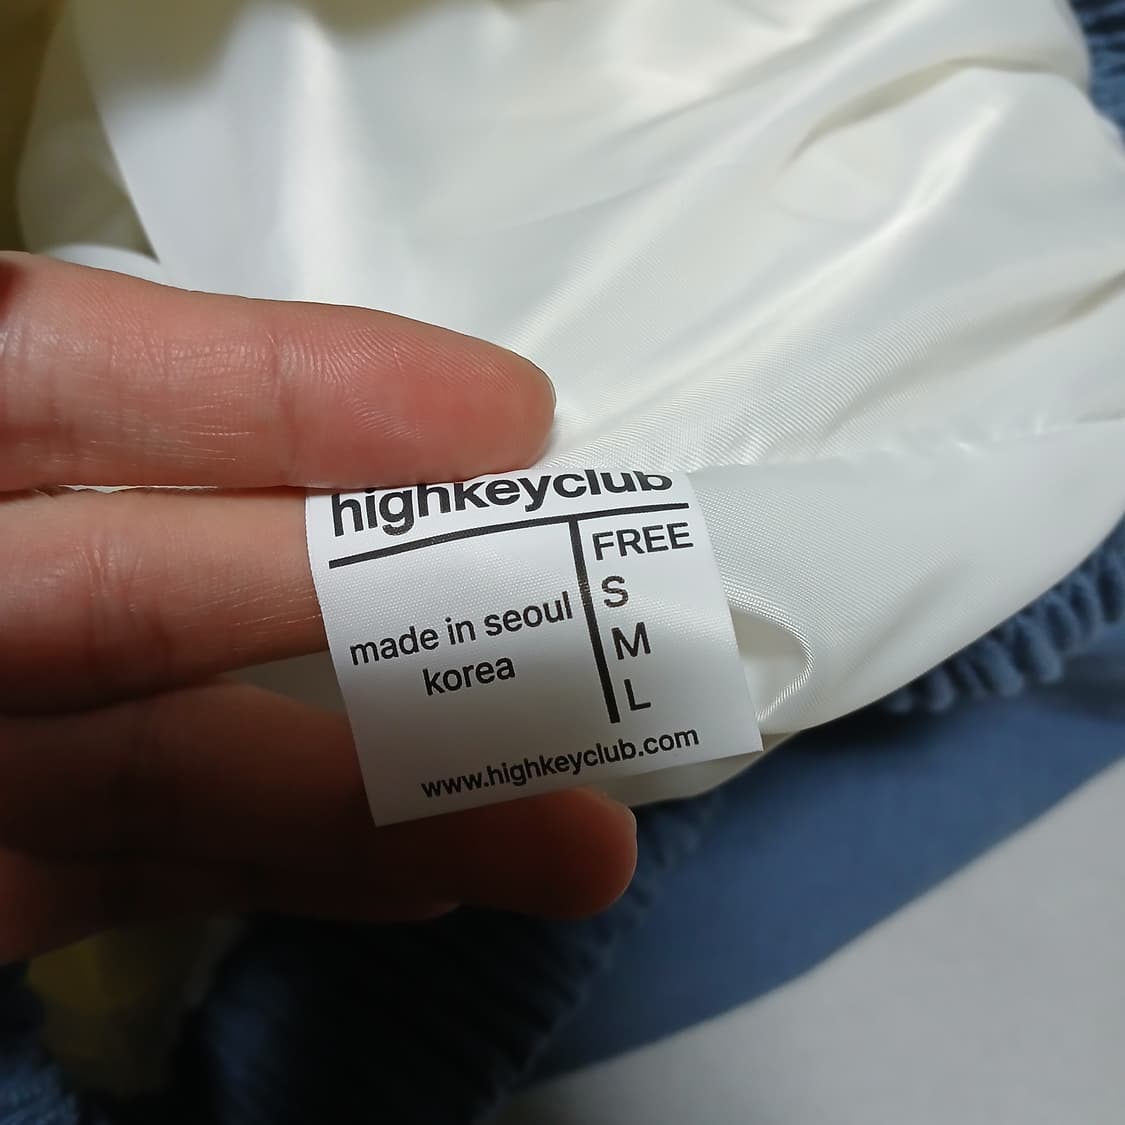 highkeyclub
made in seoul
korea
FREE
S
M
L
www.highkeyclub.com